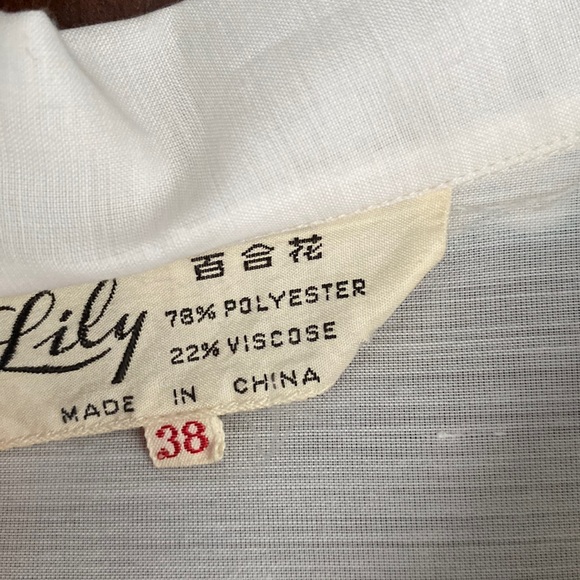 百合花
Lily
78% POLYESTER
22% VISCOSE
MADE IN CHINA
38